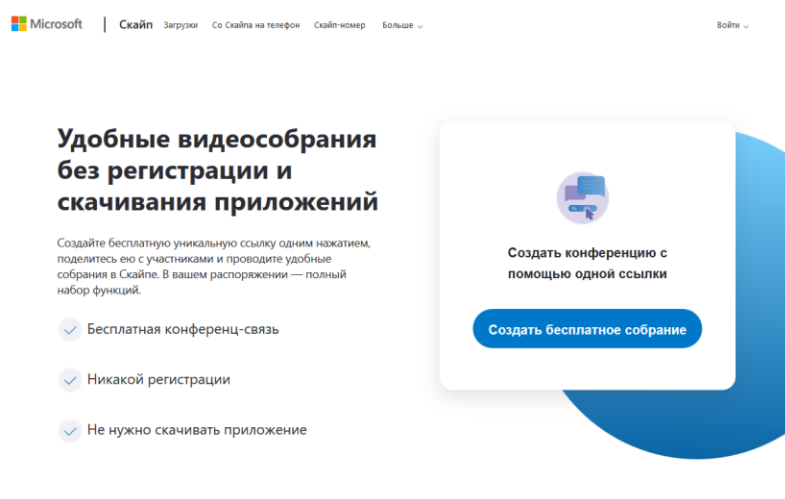 Microsoft
Скайп Загрузки Со Скайпа на телефон Скайп-номер Больше Войти
Удобные видеособрания
без регистрации и
скачивания приложений
Создайте бесплатную уникальную ссылку одним нажатием,
поделитесь ею с участниками и проводите удобные
собрания в Скайпе. В вашем распоряжении — полный
набор функций.
Бесплатная конференц-связь
Никакой регистрации
Не нужно скачивать приложение
Создать конференцию с
помощью одной ссылки
Создать бесплатное собрание